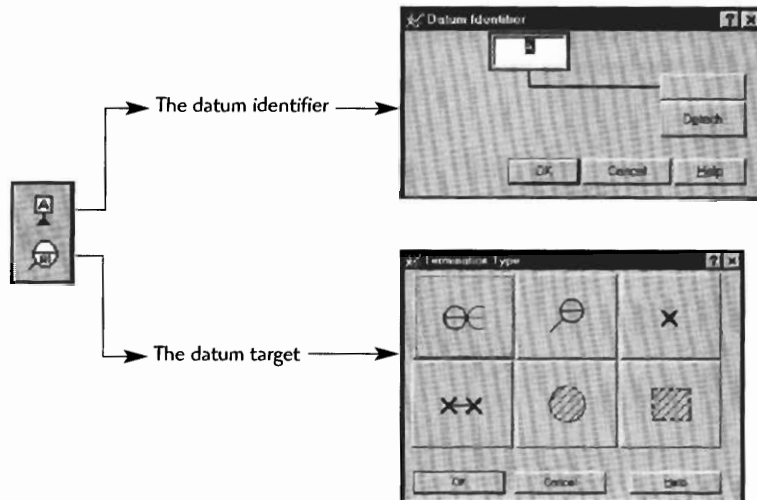 Datum Identifier
The datum identifier
Detach
OK
Cancel
Help
A
Termination Type
The datum target
OK
Cancel
Help